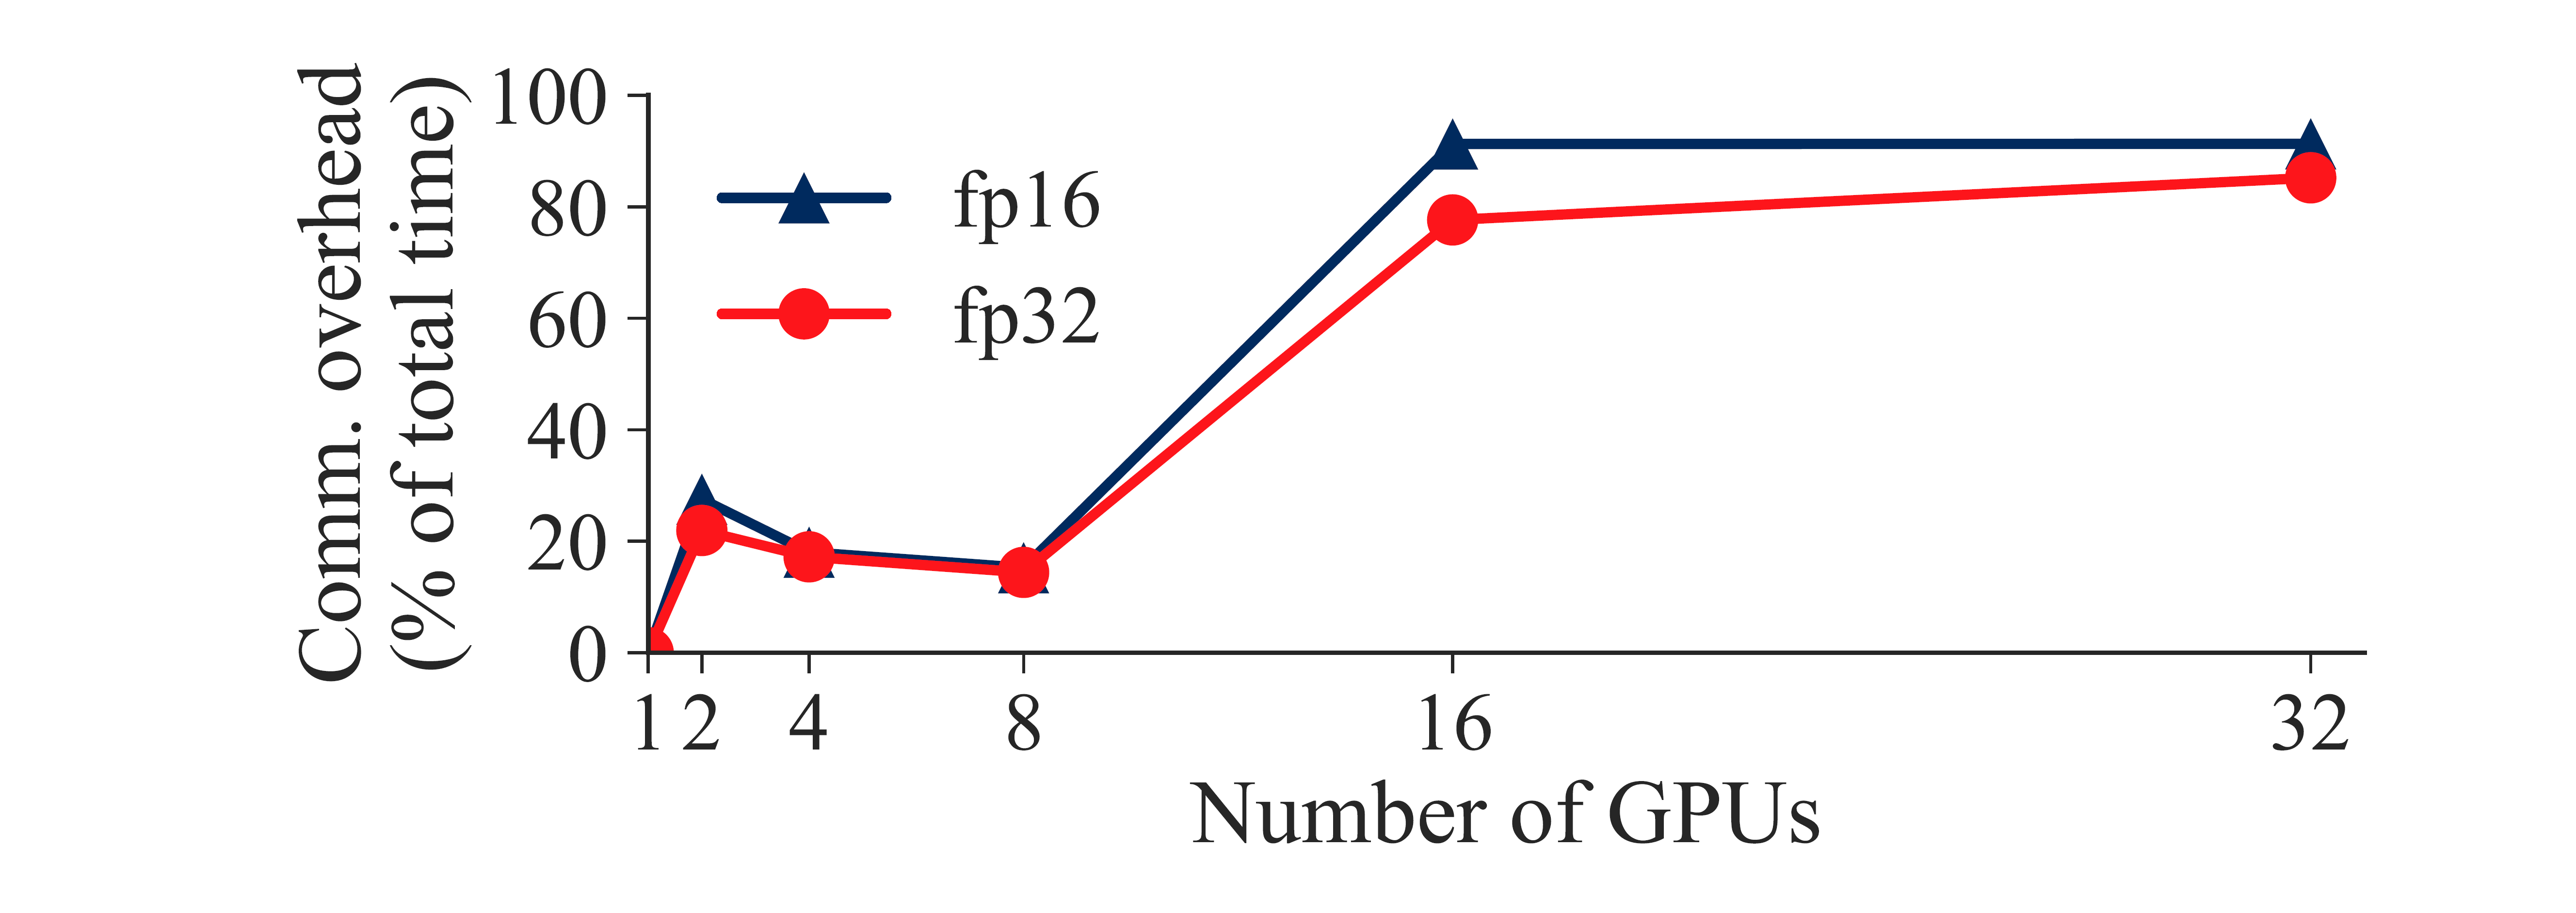 Comm. overhead
(% of total time)
100
80
60
40
20
0
fp16
fp32
1 2 4 8 16 32
Number of GPUs